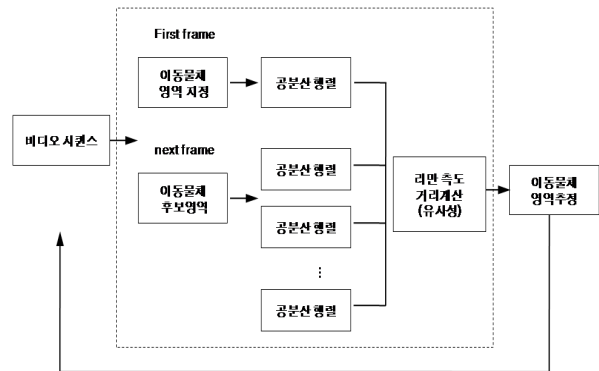 First frame
이동물체
영역 지정
공분산 행렬
비디오 시퀀스
next frame
이동물체
후보영역
공분산 행렬
공분산 행렬
⋮
공분산 행렬
리만 측도
거리계산
(유사성)
이동물체
영역추정